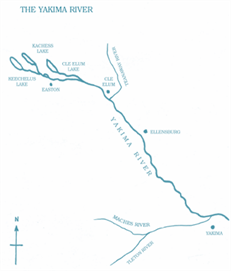 THE YAKIMA RIVER
KACHESS
LAKE
CLE ELUM
LAKE
KEECHELUS
LAKE
EASTON
CLE
ELUM
TEANAWAY RIVER
YAKIMA RIVER
ELLENSBURG
N
NACHES RIVER
YAKIMA
TIETON RIVER